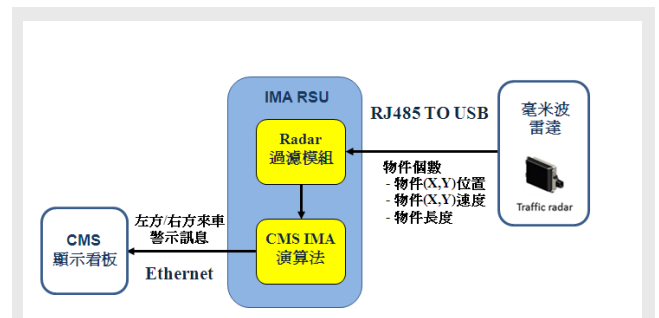 IMA RSU
Radar
過濾模組
RJ485 TO USB
毫米波
雷達
Traffic radar
物件個數
- 物件(X,Y)位置
- 物件(X,Y)速度
- 物件長度
CMS IMA
演算法
左方/右方來車
警示訊息
Ethernet
CMS
顯示看板